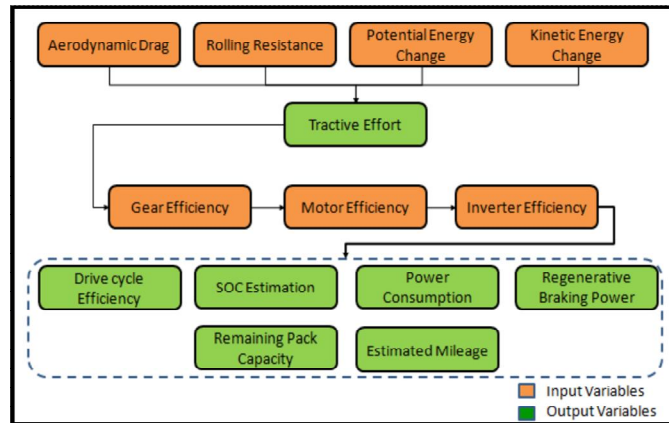 Aerodynamic Drag
Rolling Resistance
Potential Energy
Change
Kinetic Energy
Change
Tractive Effort
Gear Efficiency
Motor Efficiency
Inverter Efficiency
Drive cycle
Efficiency
SOC Estimation
Power
Consumption
Regenerative
Braking Power
Remaining Pack
Capacity
Estimated Mileage
Input Variables
Output Variables